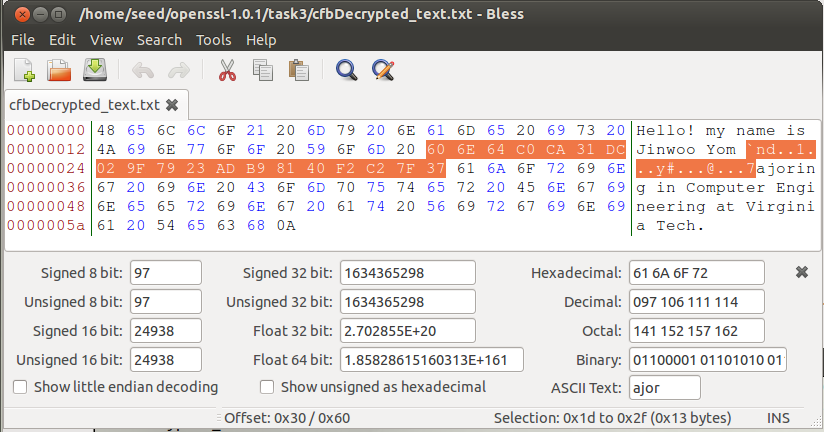 /home/seed/openssl-1.0.1/task3/cfbDecrypted_text.txt - Bless
File Edit View Search Tools Help
cfbDecrypted_text.txt
00000000 48 65 6C 6C 6F 21 20 6D 79 20 6E 61 6D 65 20 69 73 20 Hello! my name is
00000012 4A 69 6E 77 6F 6F 20 59 6F 6D 20 60 6E 64 C0 CA 31 DC Jinwoo Yom `nd..1.
00000024 02 9F 79 23 AD B9 81 40 F2 C2 7F 37 61 6A 6F 72 69 6E ..y#...@...7ajorin
00000036 67 20 69 6E 20 43 6F 6D 70 75 74 65 72 20 45 6E 67 69 g in Computer Engi
00000048 6E 65 65 72 69 6E 67 20 61 74 20 56 69 72 67 69 6E 69 neering at Virgini
0000005a 61 20 54 65 63 68 0A a Tech.
Signed 8 bit: 97 Signed 32 bit: 1634365298 Hexadecimal: 61 6A 6F 72
Unsigned 8 bit: 97 Unsigned 32 bit: 1634365298 Decimal: 097 106 111 114
Signed 16 bit: 24938 Float 32 bit: 2.702855E+20 Octal: 141 152 157 162
Unsigned 16 bit: 24938 Float 64 bit: 1.85828615160313E+161 Binary: 01100001 01101010 011
Show little endian decoding Show unsigned as hexadecimal ASCII Text: ajor
Offset: 0x30 / 0x60 Selection: 0x1d to 0x2f (0x13 bytes) INS